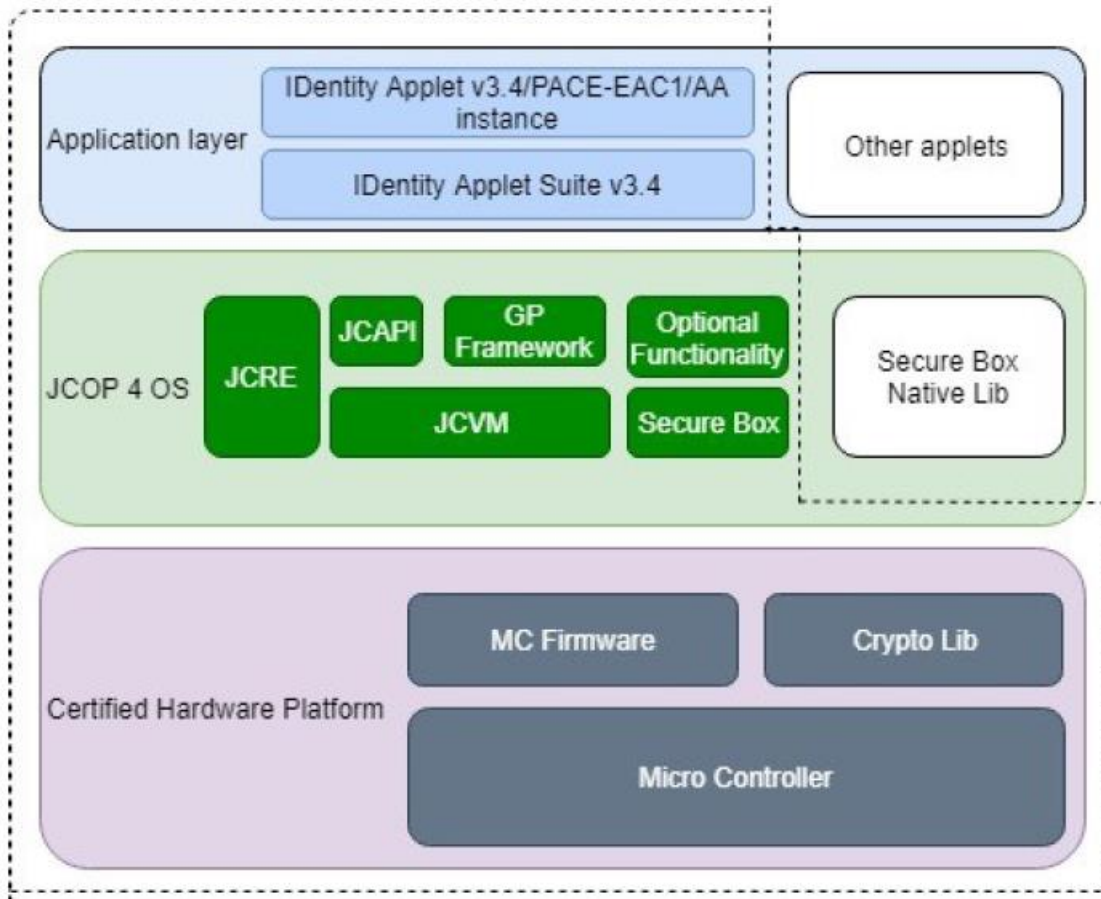 IDentity Applet v3.4/PACE-EAC1/AA
instance
Application layer
Other applets
IDentity Applet Suite v3.4
JCOP 4 OS
JCRE
JCAPI
GP
Framework
Optional
Functionality
Secure Box
Native Lib
JCVM
Secure Box
MC Firmware
Crypto Lib
Certified Hardware Platform
Micro Controller